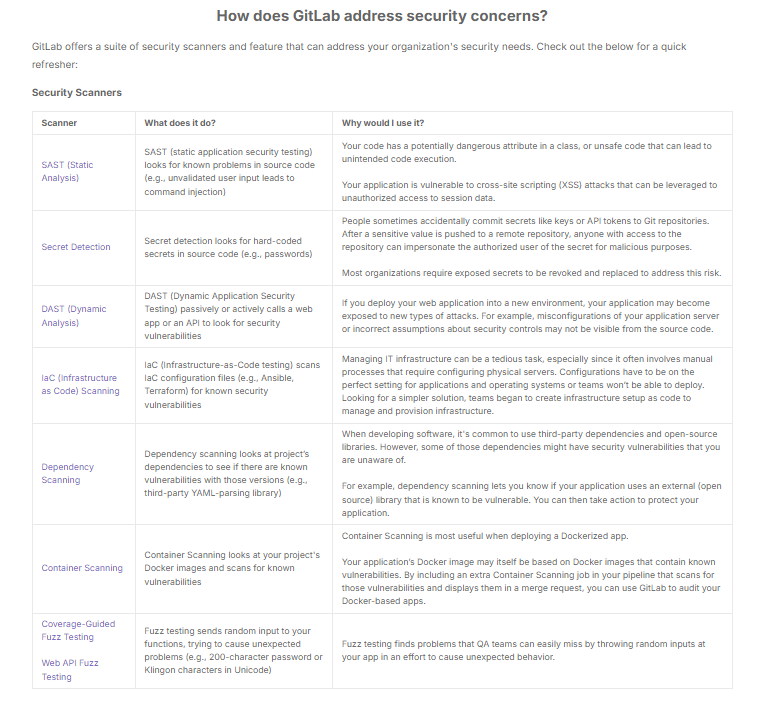 How does GitLab address security concerns?
GitLab offers a suite of security scanners and feature that can address your organization's security needs. Check out the below for a quick
refresher:
Security Scanners
Scanner
What does it do?
Why would I use it?
SAST (Static
Analysis)
SAST (static application security testing)
looks for known problems in source code
(e.g., unvalidated user input leads to
command injection)
Your code has a potentially dangerous attribute in a class, or unsafe code that can lead to
unintended code execution.
Your application is vulnerable to cross-site scripting (XSS) attacks that can be leveraged to
unauthorized access to session data.
Secret Detection
Secret detection looks for hard-coded
secrets in source code (e.g., passwords)
People sometimes accidentally commit secrets like keys or API tokens to Git repositories.
After a sensitive value is pushed to a remote repository, anyone with access to the
repository can impersonate the authorized user of the secret for malicious purposes.
Most organizations require exposed secrets to be revoked and replaced to address this risk.
DAST (Dynamic
Analysis)
DAST (Dynamic Application Security
Testing) passively or actively calls a web
app or an API to look for security
vulnerabilities
If you deploy your web application into a new environment, your application may become
exposed to new types of attacks. For example, misconfigurations of your application server
or incorrect assumptions about security controls may not be visible from the source code.
IaC (Infrastructure
as Code) Scanning
IaC (Infrastructure-as-Code testing) scans
IaC configuration files (e.g., Ansible,
Terraform) for known security
vulnerabilities
Managing IT infrastructure can be a tedious task, especially since it often involves manual
processes that require configuring physical servers. Configurations have to be on the
perfect setting for applications and operating systems or teams won't be able to deploy.
Looking for a simpler solution, teams began to create infrastructure setup as code to
manage and provision infrastructure.
Dependency
Scanning
Dependency scanning looks at project's
dependencies to see if there are known
vulnerabilities with those versions (e.g.,
third-party YAML-parsing library)
When developing software, it's common to use third-party dependencies and open-source
libraries. However, some of those dependencies might have security vulnerabilities that you
are unaware of.
For example, dependency scanning lets you know if your application uses an external (open
source) library that is known to be vulnerable. You can then take action to protect your
application.
Container Scanning
Container Scanning looks at your project's
Docker images and scans for known
vulnerabilities
Container Scanning is most useful when deploying a Dockerized app.
Your application's Docker image may itself be based on Docker images that contain known
vulnerabilities. By including an extra Container Scanning job in your pipeline that scans for
those vulnerabilities and displays them in a merge request, you can use GitLab to audit your
Docker-based apps.
Coverage-Guided
Fuzz Testing
Web API Fuzz
Testing
Fuzz testing sends random input to your
functions, trying to cause unexpected
problems (e.g., 200-character password or
Klingon characters in Unicode)
Fuzz testing finds problems that QA teams can easily miss by throwing random inputs at
your app in an effort to cause unexpected behavior.